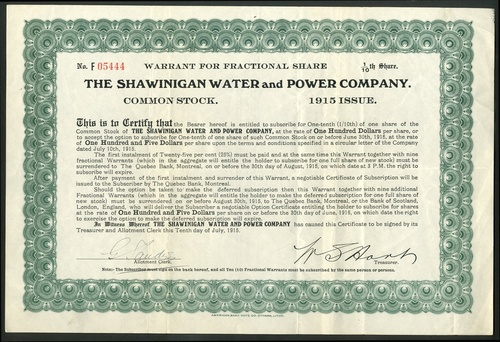 No. F 05444 WARRANT FOR FRACTIONAL SHARE 1/10th Share.
THE SHAWINIGAN WATER and POWER COMPANY.
COMMON STOCK. 1915 ISSUE.
This is to Certify that the Bearer hereof is entitled to subscribe for One-tenth (1/10th) of one share of the
Common Stock of THE SHAWINIGAN WATER AND POWER COMPANY, at the rate of One Hundred Dollars per share, or
to accept the option to subscribe for One-tenth of one share of such Common Stock on or before June 30th, 1918, at the rate of
One Hundred and Five Dollars per share upon the terms and conditions specified in a circular letter of the Company
dated July 10th, 1915.
The first instalment of Twenty-five per cent (25%) must be paid and at the same time this Warrant together with nine additional
Fractional Warrants (which in the aggregate will entitle the holder to subscribe for one full share of new stock) must be
surrendered to The Quebec Bank, Montreal, on or before the 30th day of August, 1915, on which date at 3 P.M. the right to
subscribe will expire.
After payment of the first instalment and surrender of this Warrant, a negotiable Certificate of Subscription will be
issued to the Subscriber by The Quebec Bank, Montreal.
Should the option be taken to make the deferred subscription then this Warrant together with nine additional
Fractional Warrants (which in the aggregate will entitle the holder to make the deferred subscription for one full share of
new stock) must be surrendered on or before August 30th, 1915, to The Quebec Bank, Montreal, or the Bank of Scotland,
London, England, who will deliver the Subscriber a negotiable Option Certificate entitling the holder to subscribe for shares
at the rate of One Hundred and Five Dollars per share on or before the 30th day of June, 1918, on which date the right
to exercise the option to make the deferred subscription will expire.
In Witness Whereof THE SHAWINIGAN WATER AND POWER COMPANY has caused this Certificate to be signed by its
Treasurer and Allotment Clerk this Tenth day of July, 1915.
Allotment Clerk. Treasurer.
Note:—The Subscriber must sign on the back hereof, and all Ten (10) Fractional Warrants must be subscribed by the same person or persons.